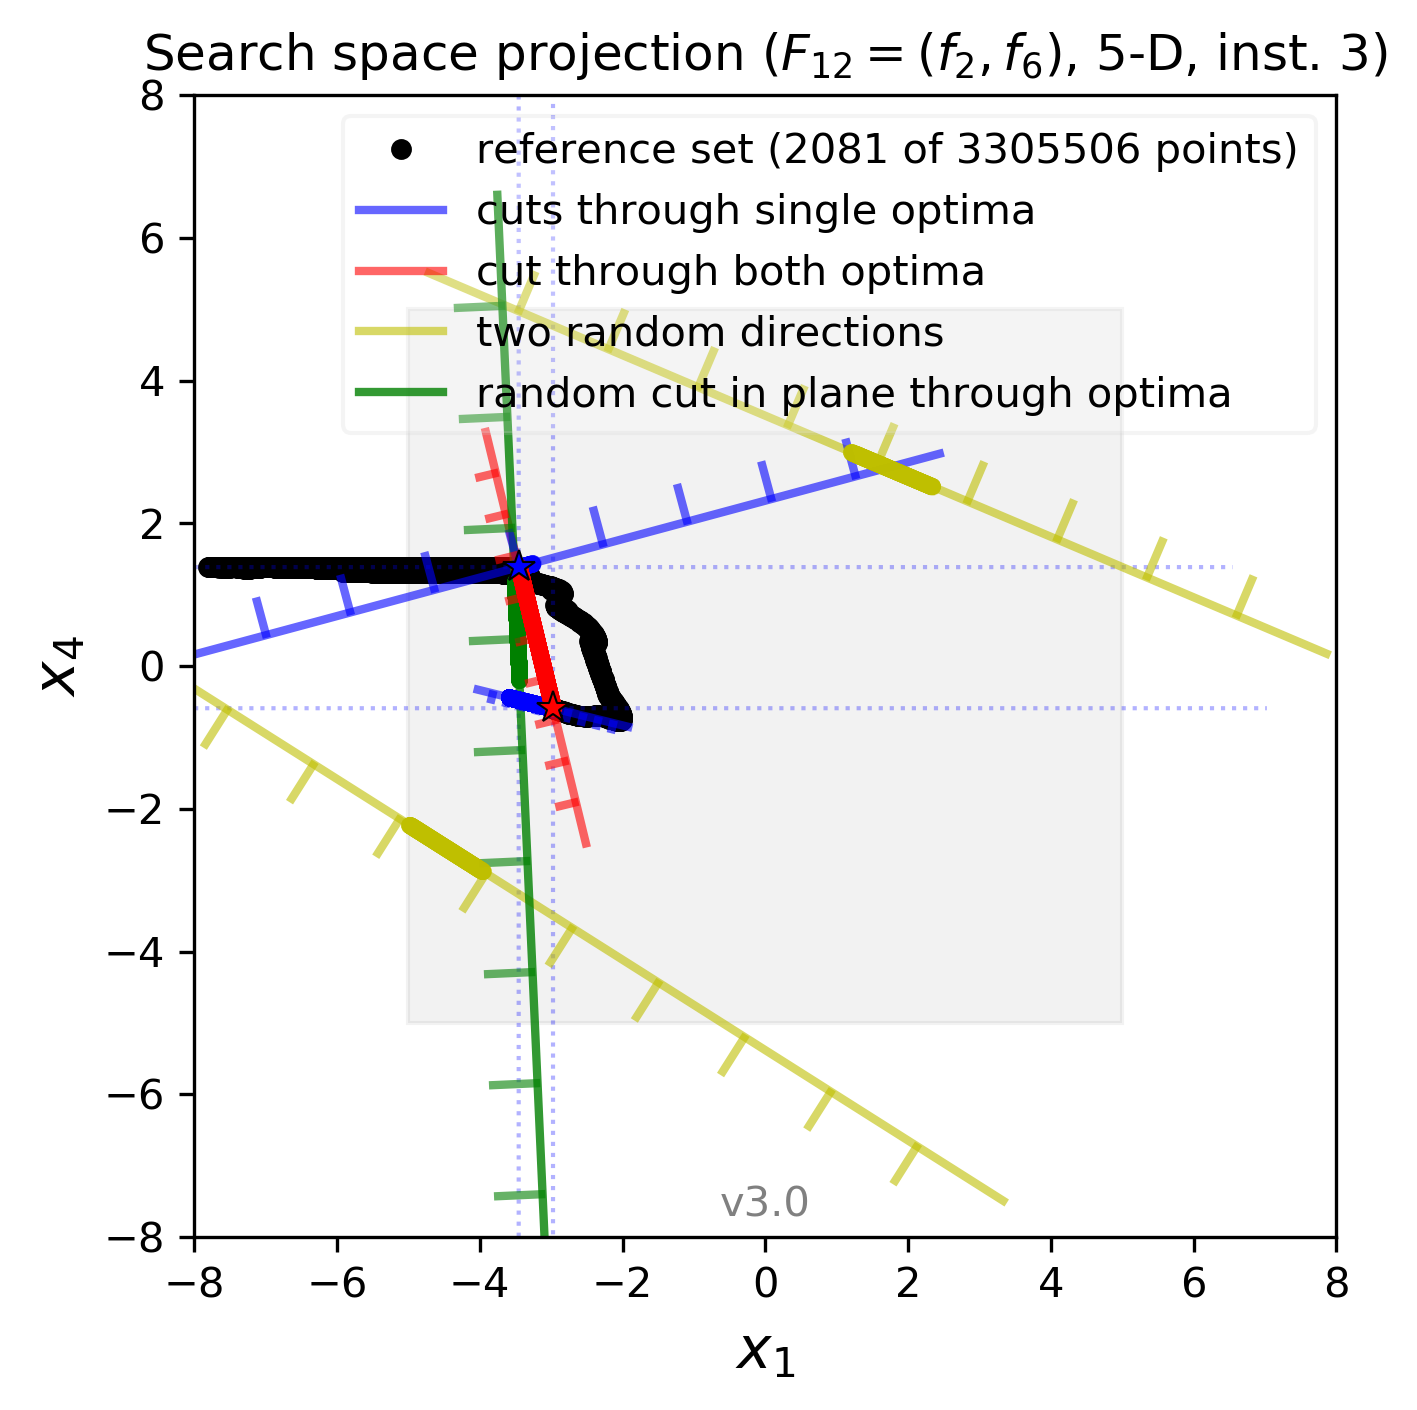 Search space projection (F12 = (f2, f6), 5-D, inst. 3)
8
6
4
2
0
−2
−4
−6
−8
x4
reference set (2081 of 3305506 points)
cuts through single optima
cut through both optima
two random directions
random cut in plane through optima
v3.0
−8 −6 −4 −2 0 2 4 6 8
x1